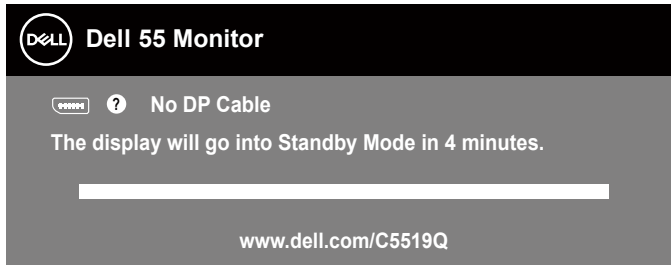 DELL Dell 55 Monitor
? No DP Cable
The display will go into Standby Mode in 4 minutes.
www.dell.com/C5519Q